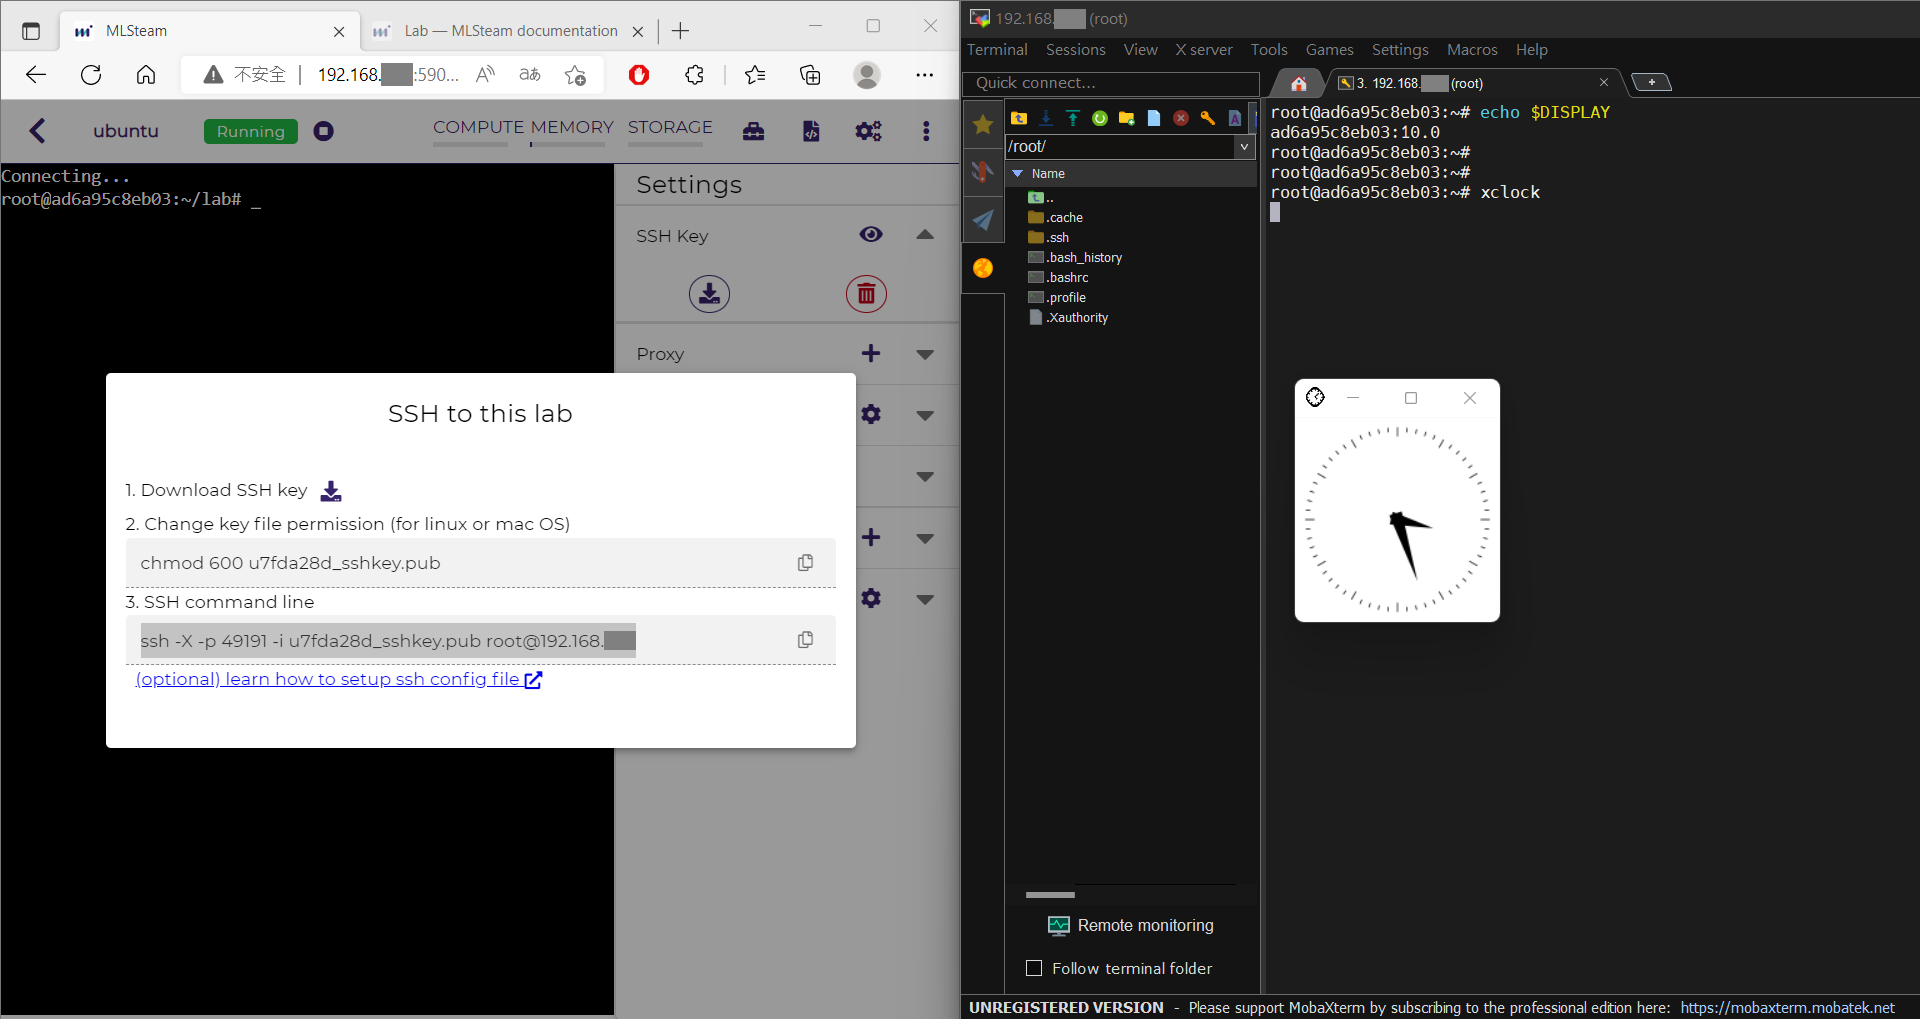 MLSteam
Lab — MLSteam documentation
不安全
192.168.
:590...
aあ
ubuntu
Running
COMPUTE
MEMORY
STORAGE
Connecting...
root@ad6a95c8eb03:~/lab# _
Settings
SSH Key
Proxy
SSH to this lab
1. Download SSH key
2. Change key file permission (for linux or mac OS)
chmod 600 u7fda28d_sshkey.pub
3. SSH command line
ssh -X -p 49191 -i u7fda28d_sshkey.pub root@192.168.
(optional) learn how to setup ssh config file
192.168. (root)
Terminal Sessions View X server Tools Games Settings Macros Help
Quick connect...
3. 192.168. (root)
/root/
Name
..
.cache
.ssh
.bash_history
.bashrc
.profile
.Xauthority
root@ad6a95c8eb03:~# echo $DISPLAY
ad6a95c8eb03:10.0
root@ad6a95c8eb03:~#
root@ad6a95c8eb03:~#
root@ad6a95c8eb03:~# xclock
Remote monitoring
Follow terminal folder
UNREGISTERED VERSION - Please support MobaXterm by subscribing to the professional edition here: https://mobaxterm.mobatek.net